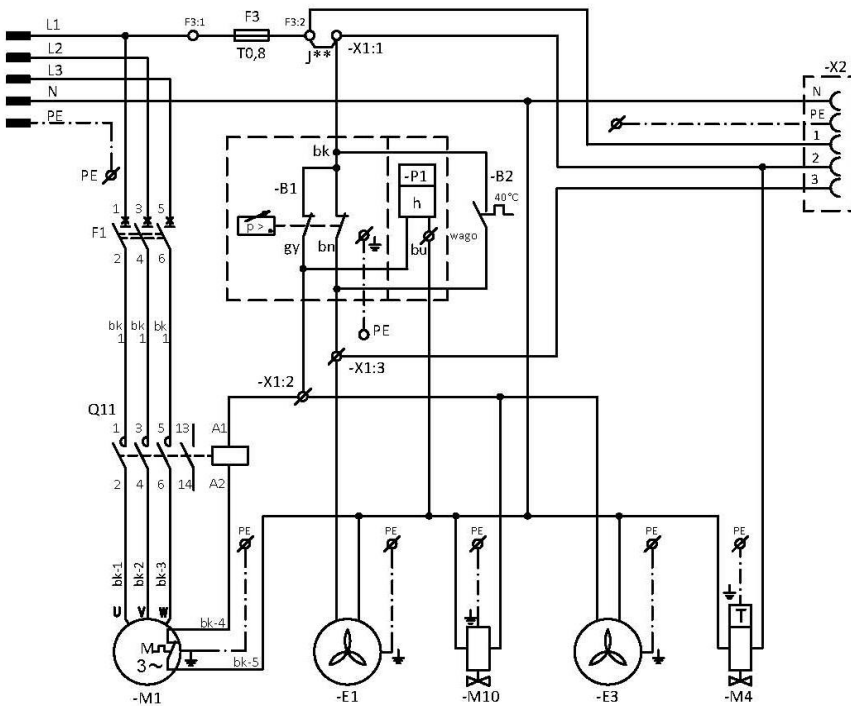 L1
L2
L3
N
PE
F3:1
F3
F3:2
T0,8
j**
-X1:1
-X2
N
PE
1
2
3
PE
bk
-B1
-P1
h
-B2
40°C
p >
gy
bn
bu
wago
1 3 5
F1
2 4 6
PE
bk 1
bk 1
bk 1
-X1:3
-X1:2
Q11
1 3 5 13
A1
2 4 6 14
A2
PE
PE
PE
PE
PE
bk-1
bk-2
bk-3
U V W
bk-4
M
3~
bk-5
T
-M1
-E1
-M10
-E3
-M4